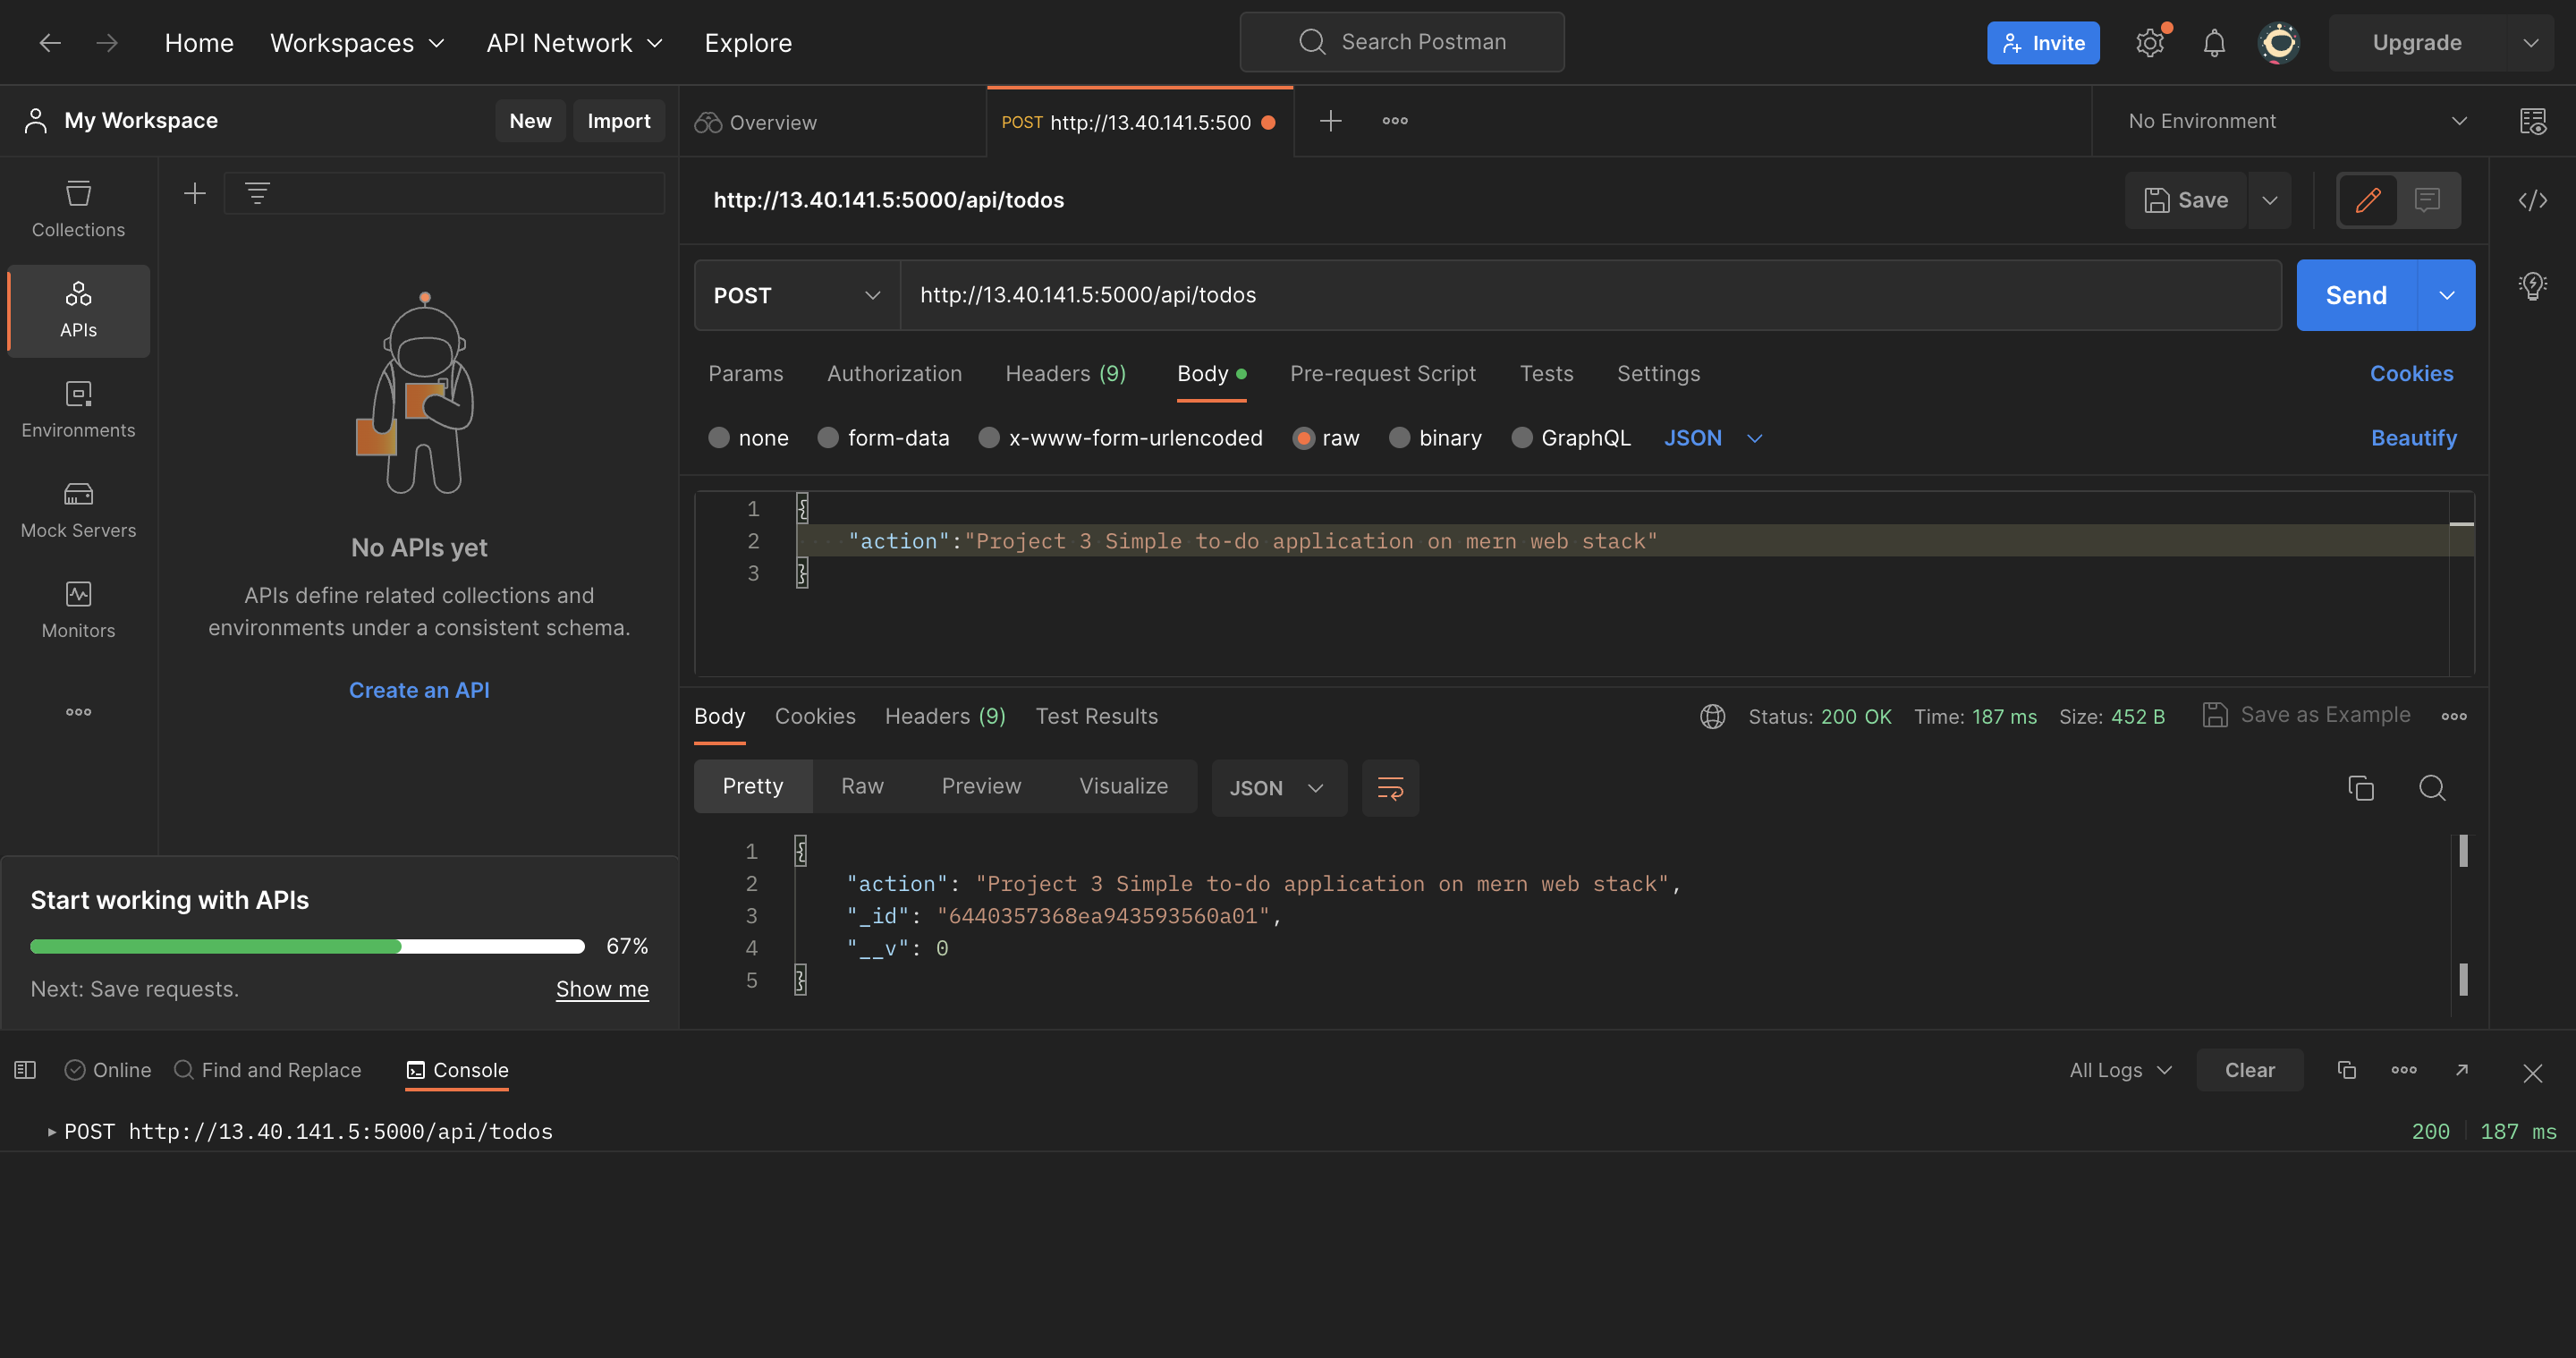 Home Workspaces API Network Explore Search Postman Invite Upgrade
My Workspace New Import Overview POST http://13.40.141.5:500 No Environment
Collections
APIs
Environments
Mock Servers
Monitors
No APIs yet
APIs define related collections and
environments under a consistent schema.
Create an API
Start working with APIs
67%
Next: Save requests. Show me
http://13.40.141.5:5000/api/todos Save
POST http://13.40.141.5:5000/api/todos Send
Params Authorization Headers (9) Body Pre-request Script Tests Settings Cookies
none form-data x-www-form-urlencoded raw binary GraphQL JSON Beautify
1 {
2 "action":"Project 3 Simple to-do application on mern web stack"
3 }
Body Cookies Headers (9) Test Results Status: 200 OK Time: 187 ms Size: 452 B Save as Example
Pretty Raw Preview Visualize JSON
1 {
2 "action": "Project 3 Simple to-do application on mern web stack",
3 "_id": "6440357368ea943593560a01",
4 "__v": 0
5 }
Online Find and Replace Console All Logs Clear
POST http://13.40.141.5:5000/api/todos 200 187 ms